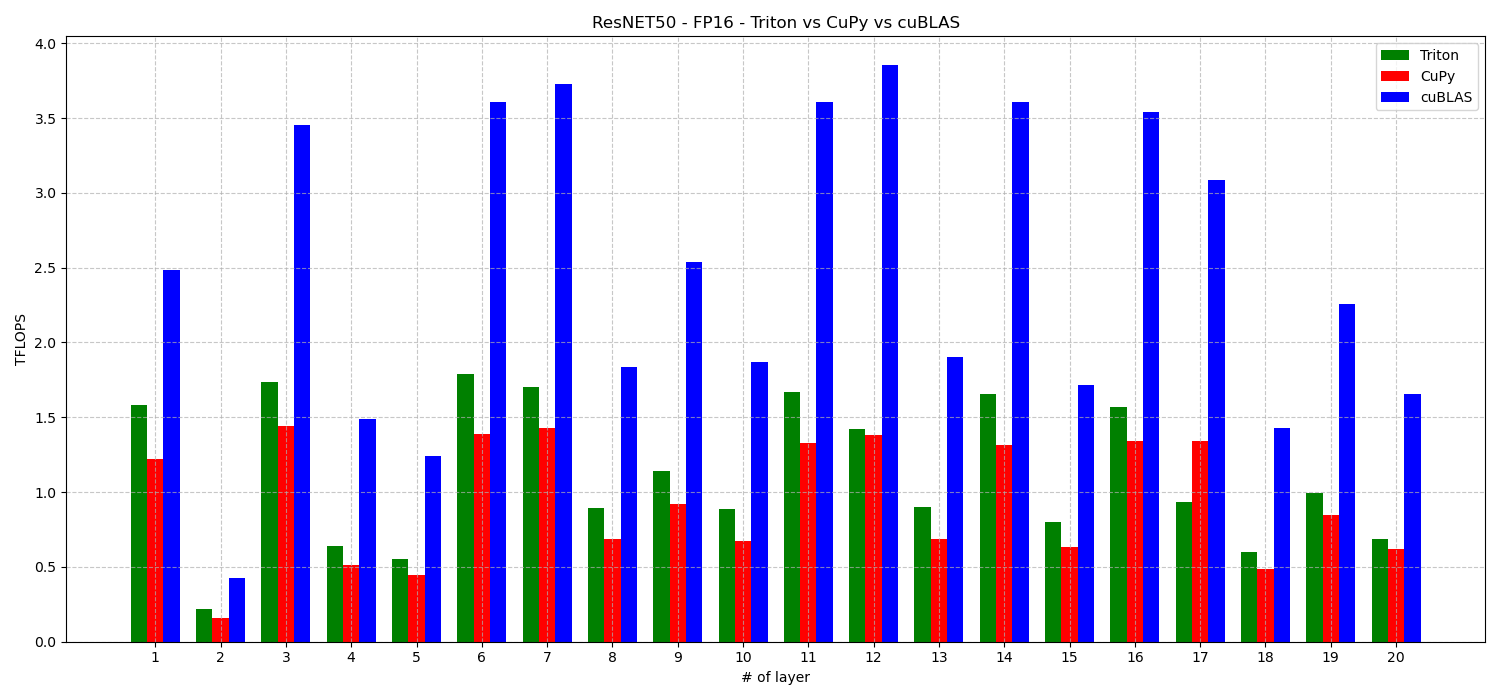 ResNET50 - FP16 - Triton vs CuPy vs cuBLAS
Triton
CuPy
cuBLAS
TFLOPS
4.0
3.5
3.0
2.5
2.0
1.5
1.0
0.5
0.0
1 2 3 4 5 6 7 8 9 10 11 12 13 14 15 16 17 18 19 20
# of layer